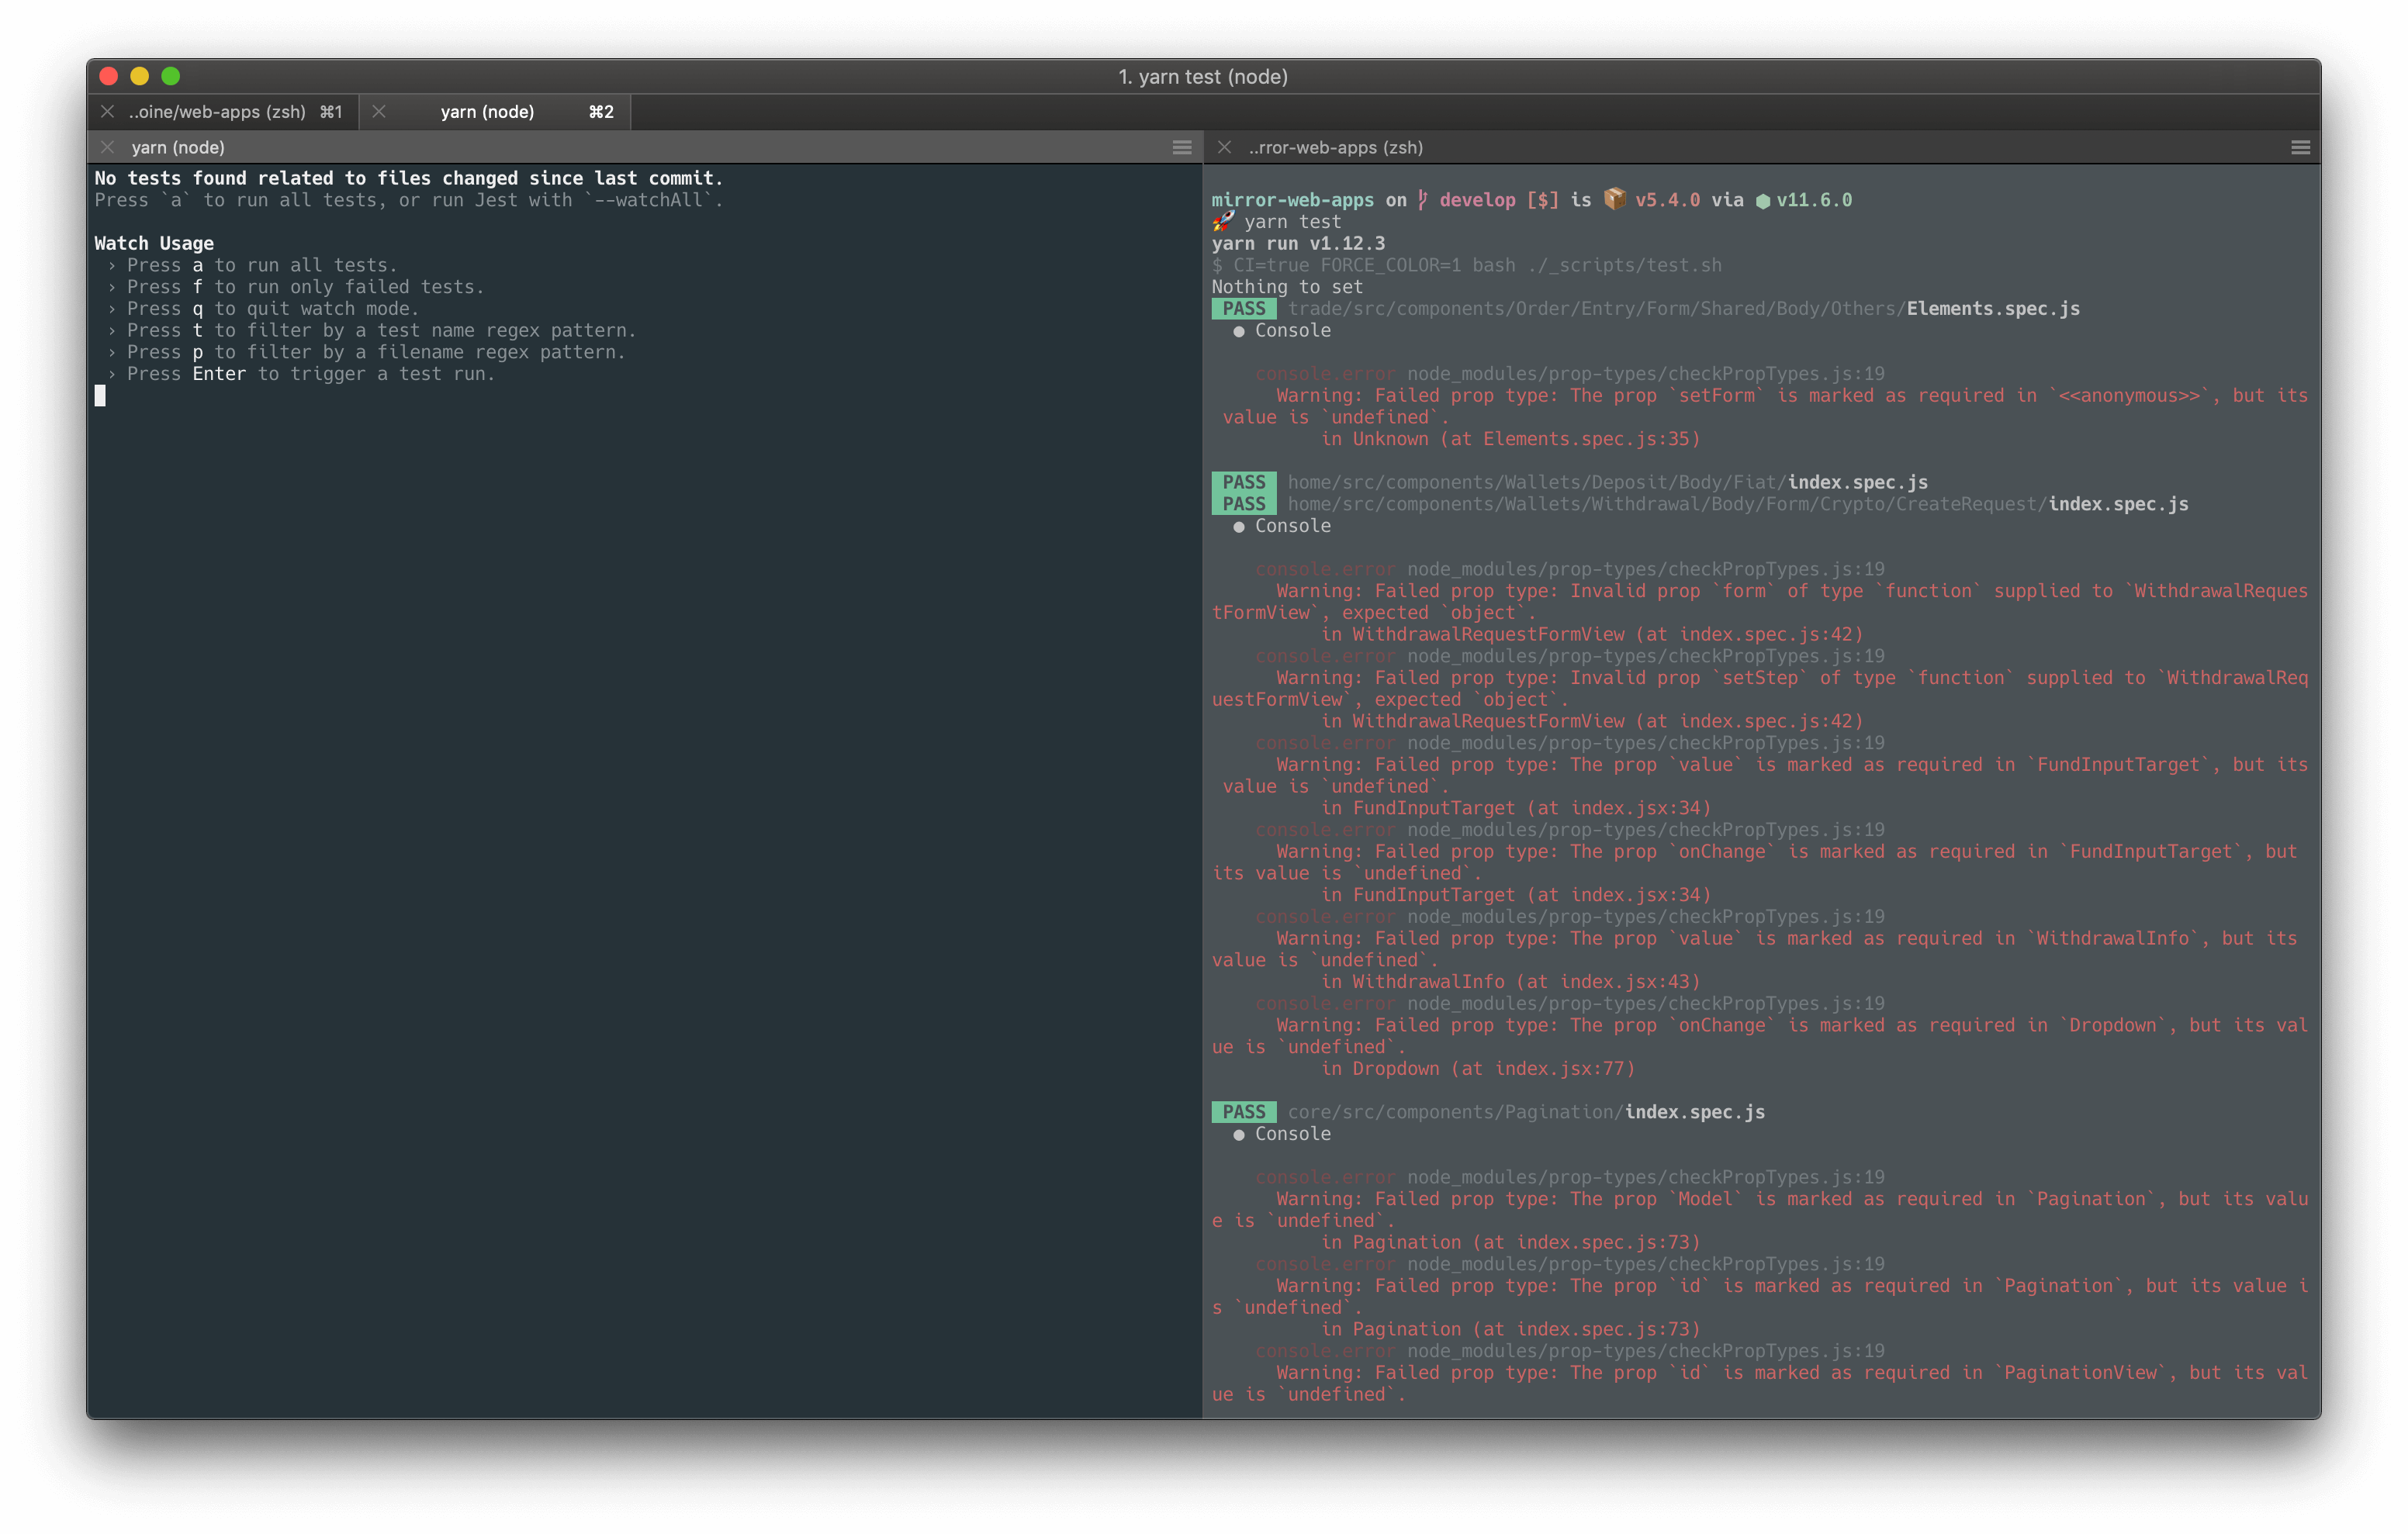 1. yarn test (node)
..oine/web-apps (zsh) ⌘1
yarn (node) ⌘2
yarn (node)
No tests found related to files changed since last commit.
Press `a` to run all tests, or run Jest with `--watchAll`.
Watch Usage
› Press a to run all tests.
› Press f to run only failed tests.
› Press q to quit watch mode.
› Press t to filter by a test name regex pattern.
› Press p to filter by a filename regex pattern.
› Press Enter to trigger a test run.
..rror-web-apps (zsh)
mirror-web-apps on develop [$] is 📦 v5.4.0 via ⬢ v11.6.0
🚀 yarn test
yarn run v1.12.3
$ CI=true FORCE_COLOR=1 bash ./_scripts/test.sh
Nothing to set
PASS trade/src/components/Order/Entry/Form/Shared/Body/Others/Elements.spec.js
● Console
console.error node_modules/prop-types/checkPropTypes.js:19
Warning: Failed prop type: The prop `setForm` is marked as required in `<<anonymous>>`, but its
value is `undefined`.
in Unknown (at Elements.spec.js:35)
PASS home/src/components/Wallets/Deposit/Body/Fiat/index.spec.js
PASS home/src/components/Wallets/Withdrawal/Body/Form/Crypto/CreateRequest/index.spec.js
● Console
console.error node_modules/prop-types/checkPropTypes.js:19
Warning: Failed prop type: Invalid prop `form` of type `function` supplied to `WithdrawalReques
tFormView`, expected `object`.
in WithdrawalRequestFormView (at index.spec.js:42)
console.error node_modules/prop-types/checkPropTypes.js:19
Warning: Failed prop type: Invalid prop `setStep` of type `function` supplied to `WithdrawalReq
uestFormView`, expected `object`.
in WithdrawalRequestFormView (at index.spec.js:42)
console.error node_modules/prop-types/checkPropTypes.js:19
Warning: Failed prop type: The prop `value` is marked as required in `FundInputTarget`, but its
value is `undefined`.
in FundInputTarget (at index.jsx:34)
console.error node_modules/prop-types/checkPropTypes.js:19
Warning: Failed prop type: The prop `onChange` is marked as required in `FundInputTarget`, but
its value is `undefined`.
in FundInputTarget (at index.jsx:34)
console.error node_modules/prop-types/checkPropTypes.js:19
Warning: Failed prop type: The prop `value` is marked as required in `WithdrawalInfo`, but its
value is `undefined`.
in WithdrawalInfo (at index.jsx:43)
console.error node_modules/prop-types/checkPropTypes.js:19
Warning: Failed prop type: The prop `onChange` is marked as required in `Dropdown`, but its val
ue is `undefined`.
in Dropdown (at index.jsx:77)
PASS core/src/components/Pagination/index.spec.js
● Console
console.error node_modules/prop-types/checkPropTypes.js:19
Warning: Failed prop type: The prop `Model` is marked as required in `Pagination`, but its valu
e is `undefined`.
in Pagination (at index.spec.js:73)
console.error node_modules/prop-types/checkPropTypes.js:19
Warning: Failed prop type: The prop `id` is marked as required in `Pagination`, but its value i
s `undefined`.
in Pagination (at index.spec.js:73)
console.error node_modules/prop-types/checkPropTypes.js:19
Warning: Failed prop type: The prop `id` is marked as required in `PaginationView`, but its val
ue is `undefined`.